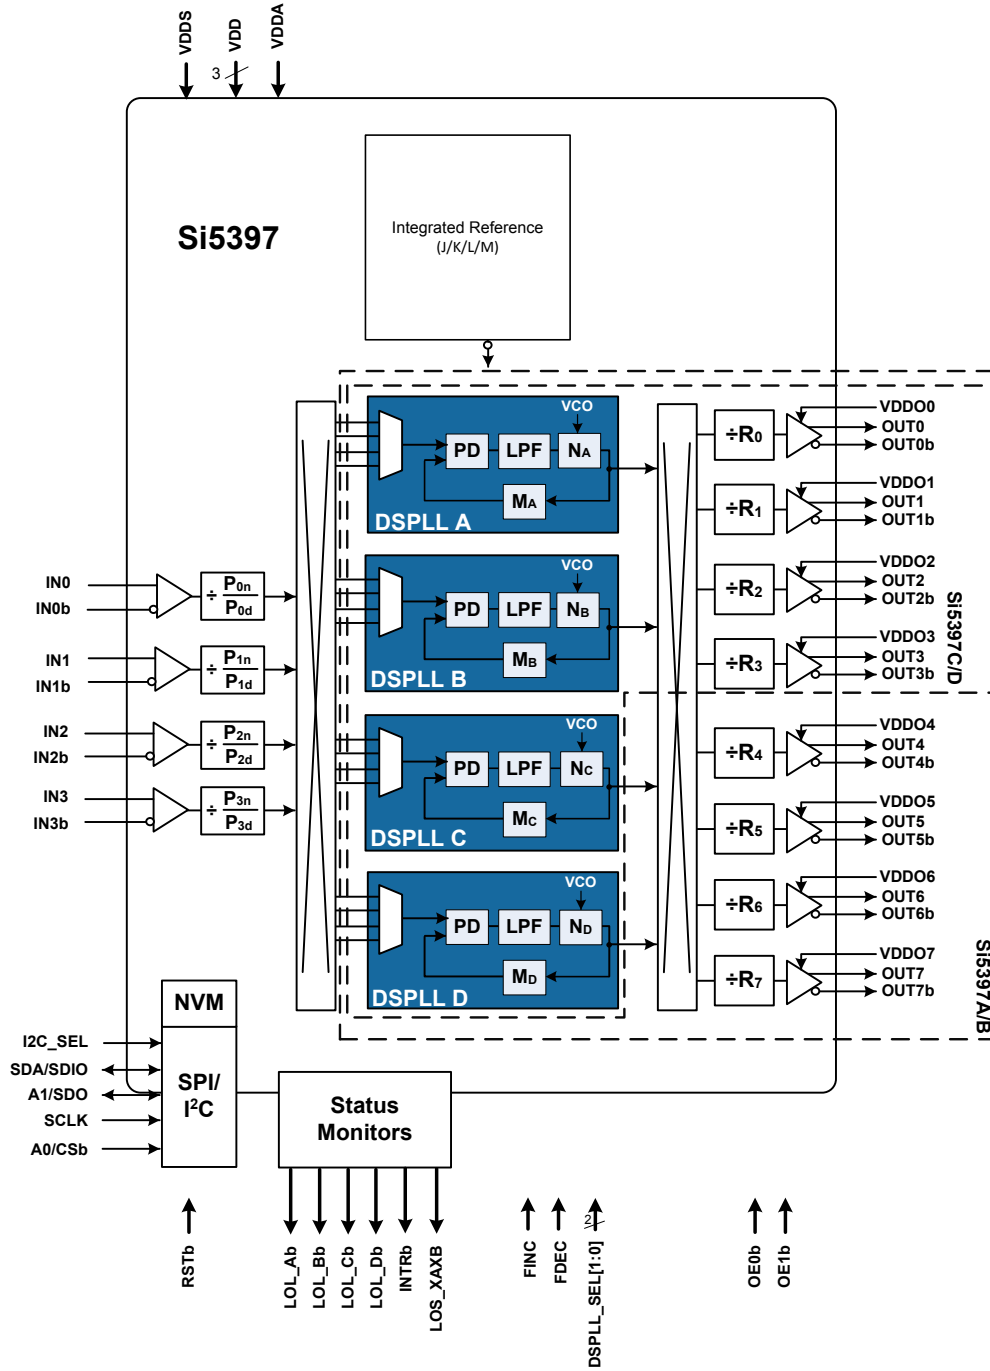 VDDS
VDD
VDDA
3
Si5397
Integrated Reference
(J/K/L/M)
VCO
PD
LPF
NA
MA
DSPLL A
VCO
PD
LPF
NB
MB
DSPLL B
VCO
PD
LPF
NC
MC
DSPLL C
VCO
PD
LPF
ND
MD
DSPLL D
IN0
IN0b
÷ P0n
P0d
IN1
IN1b
÷ P1n
P1d
IN2
IN2b
÷ P2n
P2d
IN3
IN3b
÷ P3n
P3d
÷R0
VDDO0
OUT0
OUT0b
÷R1
VDDO1
OUT1
OUT1b
÷R2
VDDO2
OUT2
OUT2b
÷R3
VDDO3
OUT3
OUT3b
Si5397C/D
÷R4
VDDO4
OUT4
OUT4b
÷R5
VDDO5
OUT5
OUT5b
÷R6
VDDO6
OUT6
OUT6b
÷R7
VDDO7
OUT7
OUT7b
Si5397A/B
NVM
SPI/
I²C
I2C_SEL
SDA/SDIO
A1/SDO
SCLK
A0/CSb
Status
Monitors
RSTb
LOL_Ab
LOL_Bb
LOL_Cb
LOL_Db
INTRb
LOS_XAXB
FINC
FDEC
2
DSPLL_SEL[1:0]
OE0b
OE1b